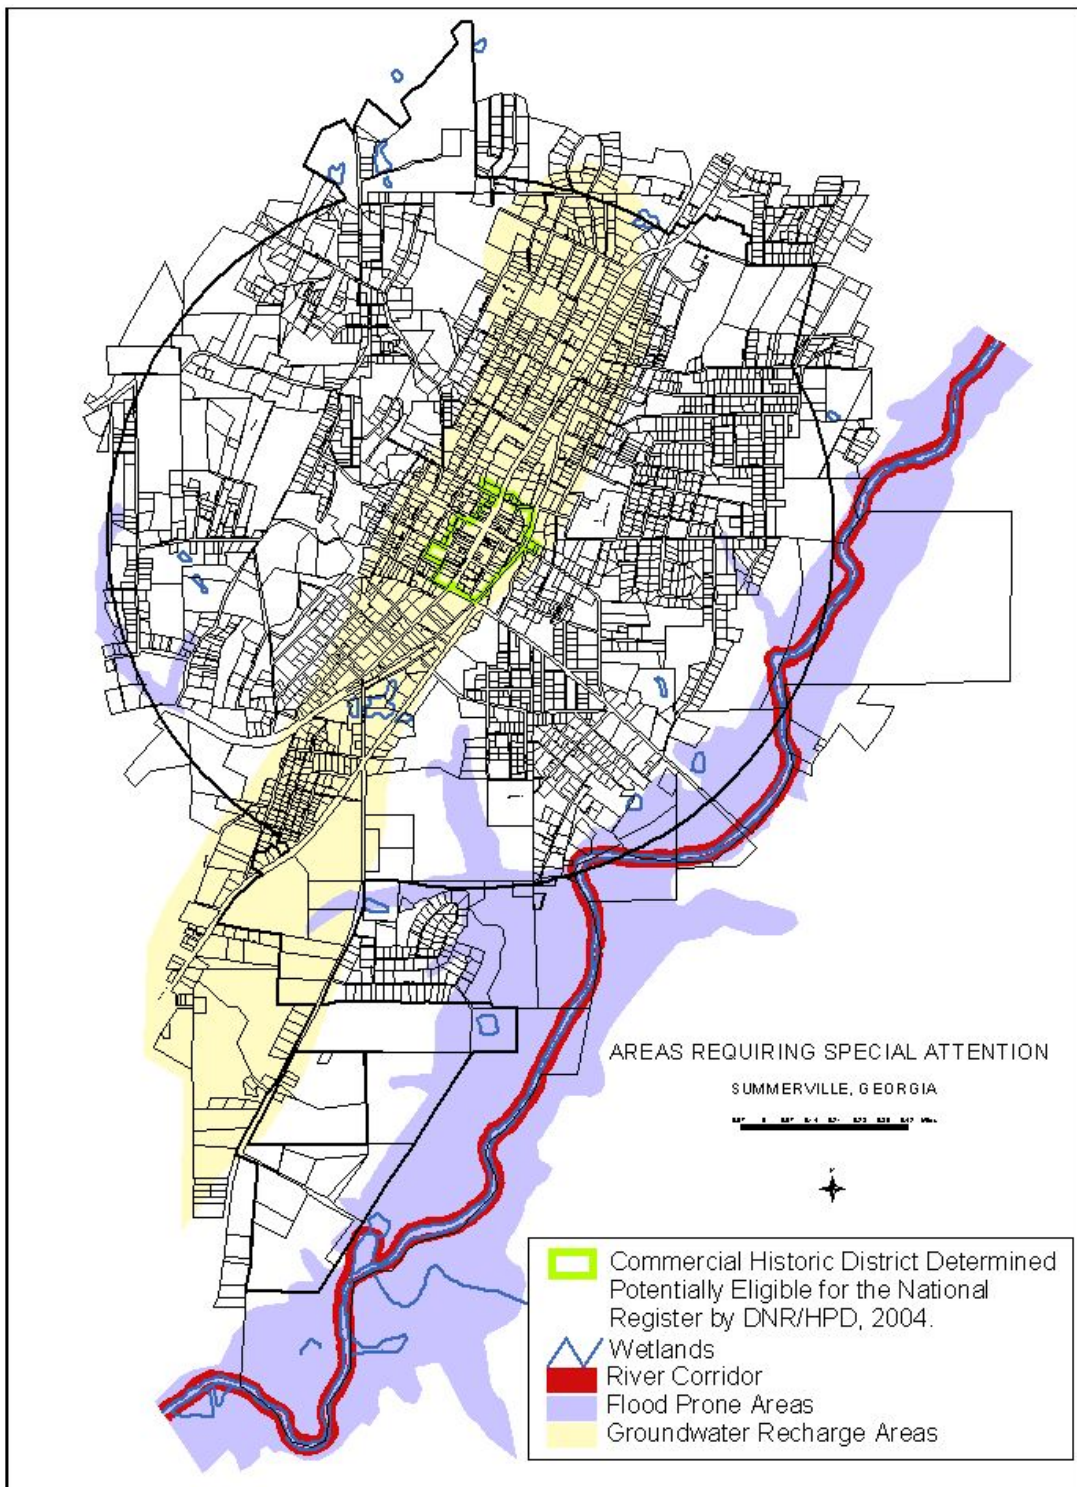 AREAS REQUIRING SPECIAL ATTENTION
SUMMERVILLE, GEORGIA
Commercial Historic District Determined
Potentially Eligible for the National
Register by DNR/HPD, 2004.
Wetlands
River Corridor
Flood Prone Areas
Groundwater Recharge Areas